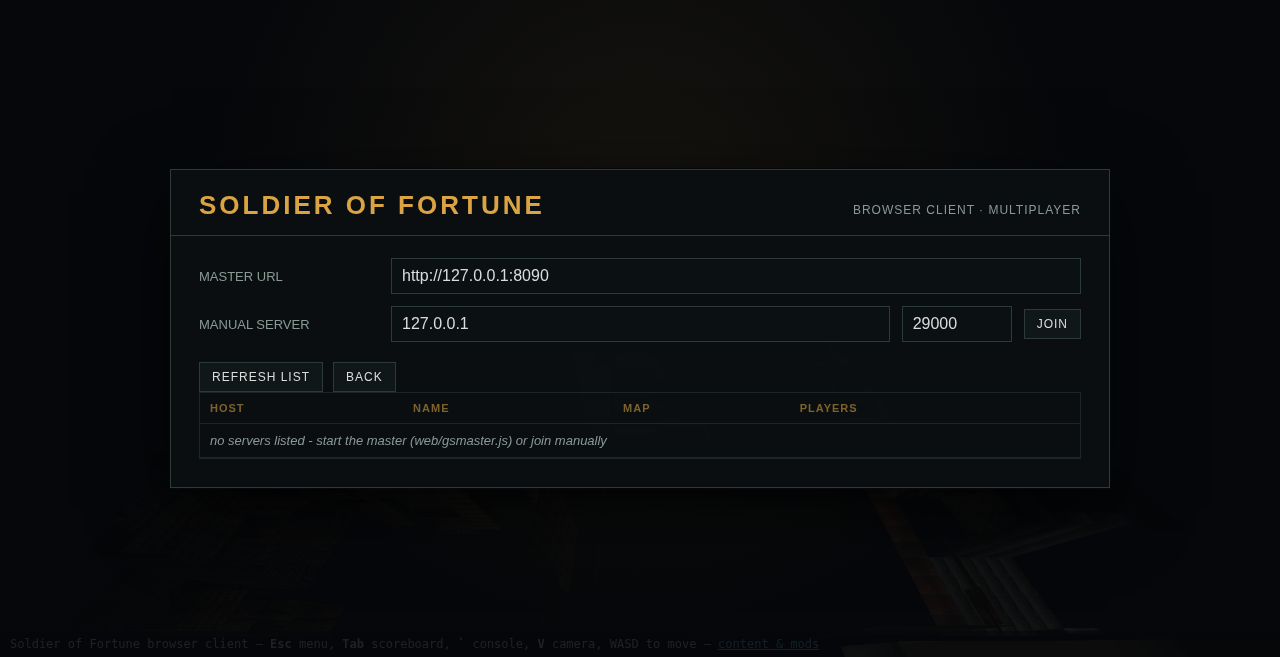 SOLDIER OF FORTUNE
BROWSER CLIENT · MULTIPLAYER
MASTER URL
http://127.0.0.1:8090
MANUAL SERVER
127.0.0.1
29000
JOIN
REFRESH LIST
BACK
HOST NAME MAP PLAYERS
no servers listed - start the master (web/gsmaster.js) or join manually
Soldier of Fortune browser client — Esc menu, Tab scoreboard, ` console, V camera, WASD to move — content & mods